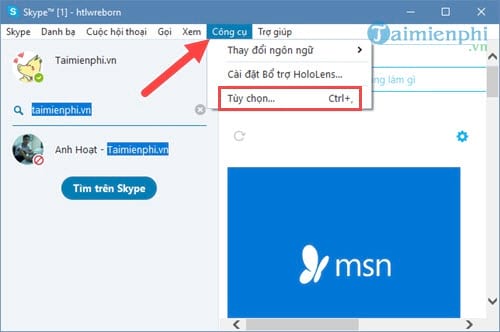 Skype™ [1] - htlwreborn
Skype Danh bạ Cuộc hội thoại Gọi Xem Công cụ Trợ giúp
Taimienphi.vn
taimienphi.vn
Anh Hoạt - Taimienphi.vn
Tìm trên Skype
Thay đổi ngôn ngữ
Cài đặt Bổ trợ HoloLens...
Tùy chọn... Ctrl+,
ng làm gì
msn
Taimienphi
.vn